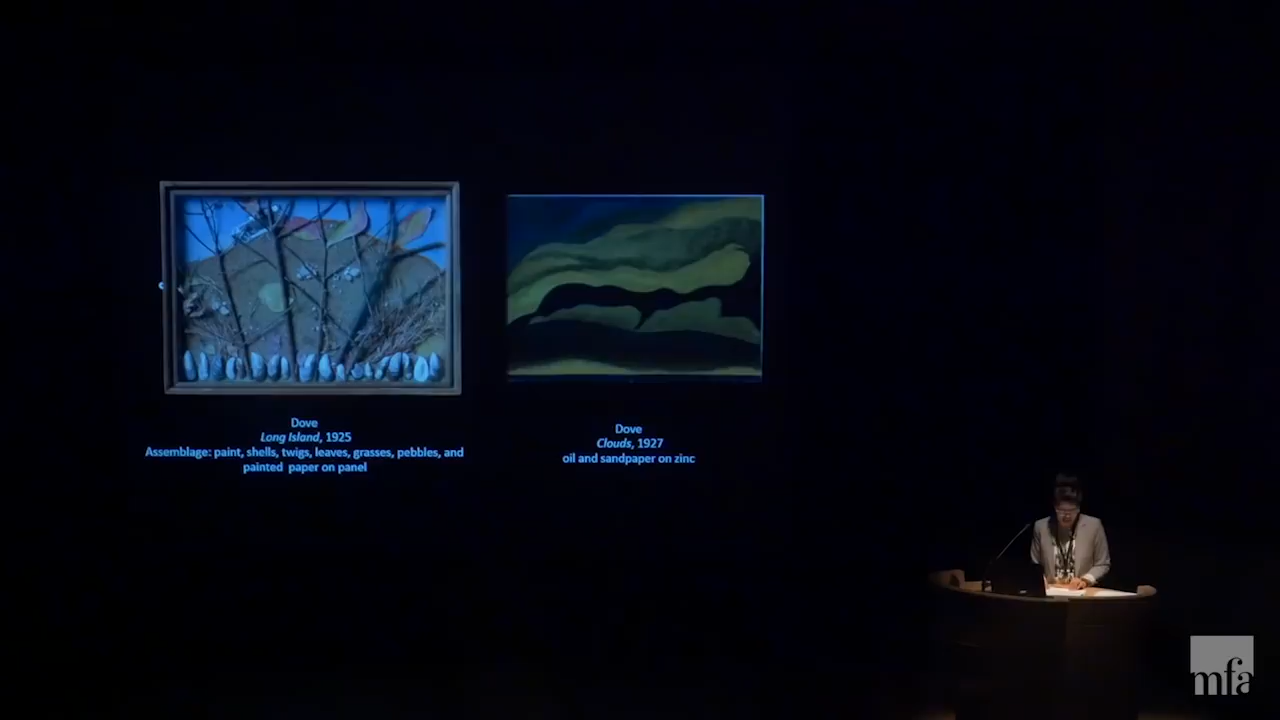 Dove
Long Island, 1925
Assemblage: paint, shells, twigs, leaves, grasses, pebbles, and
painted paper on panel
Dove
Clouds, 1927
oil and sandpaper on zinc
mfa